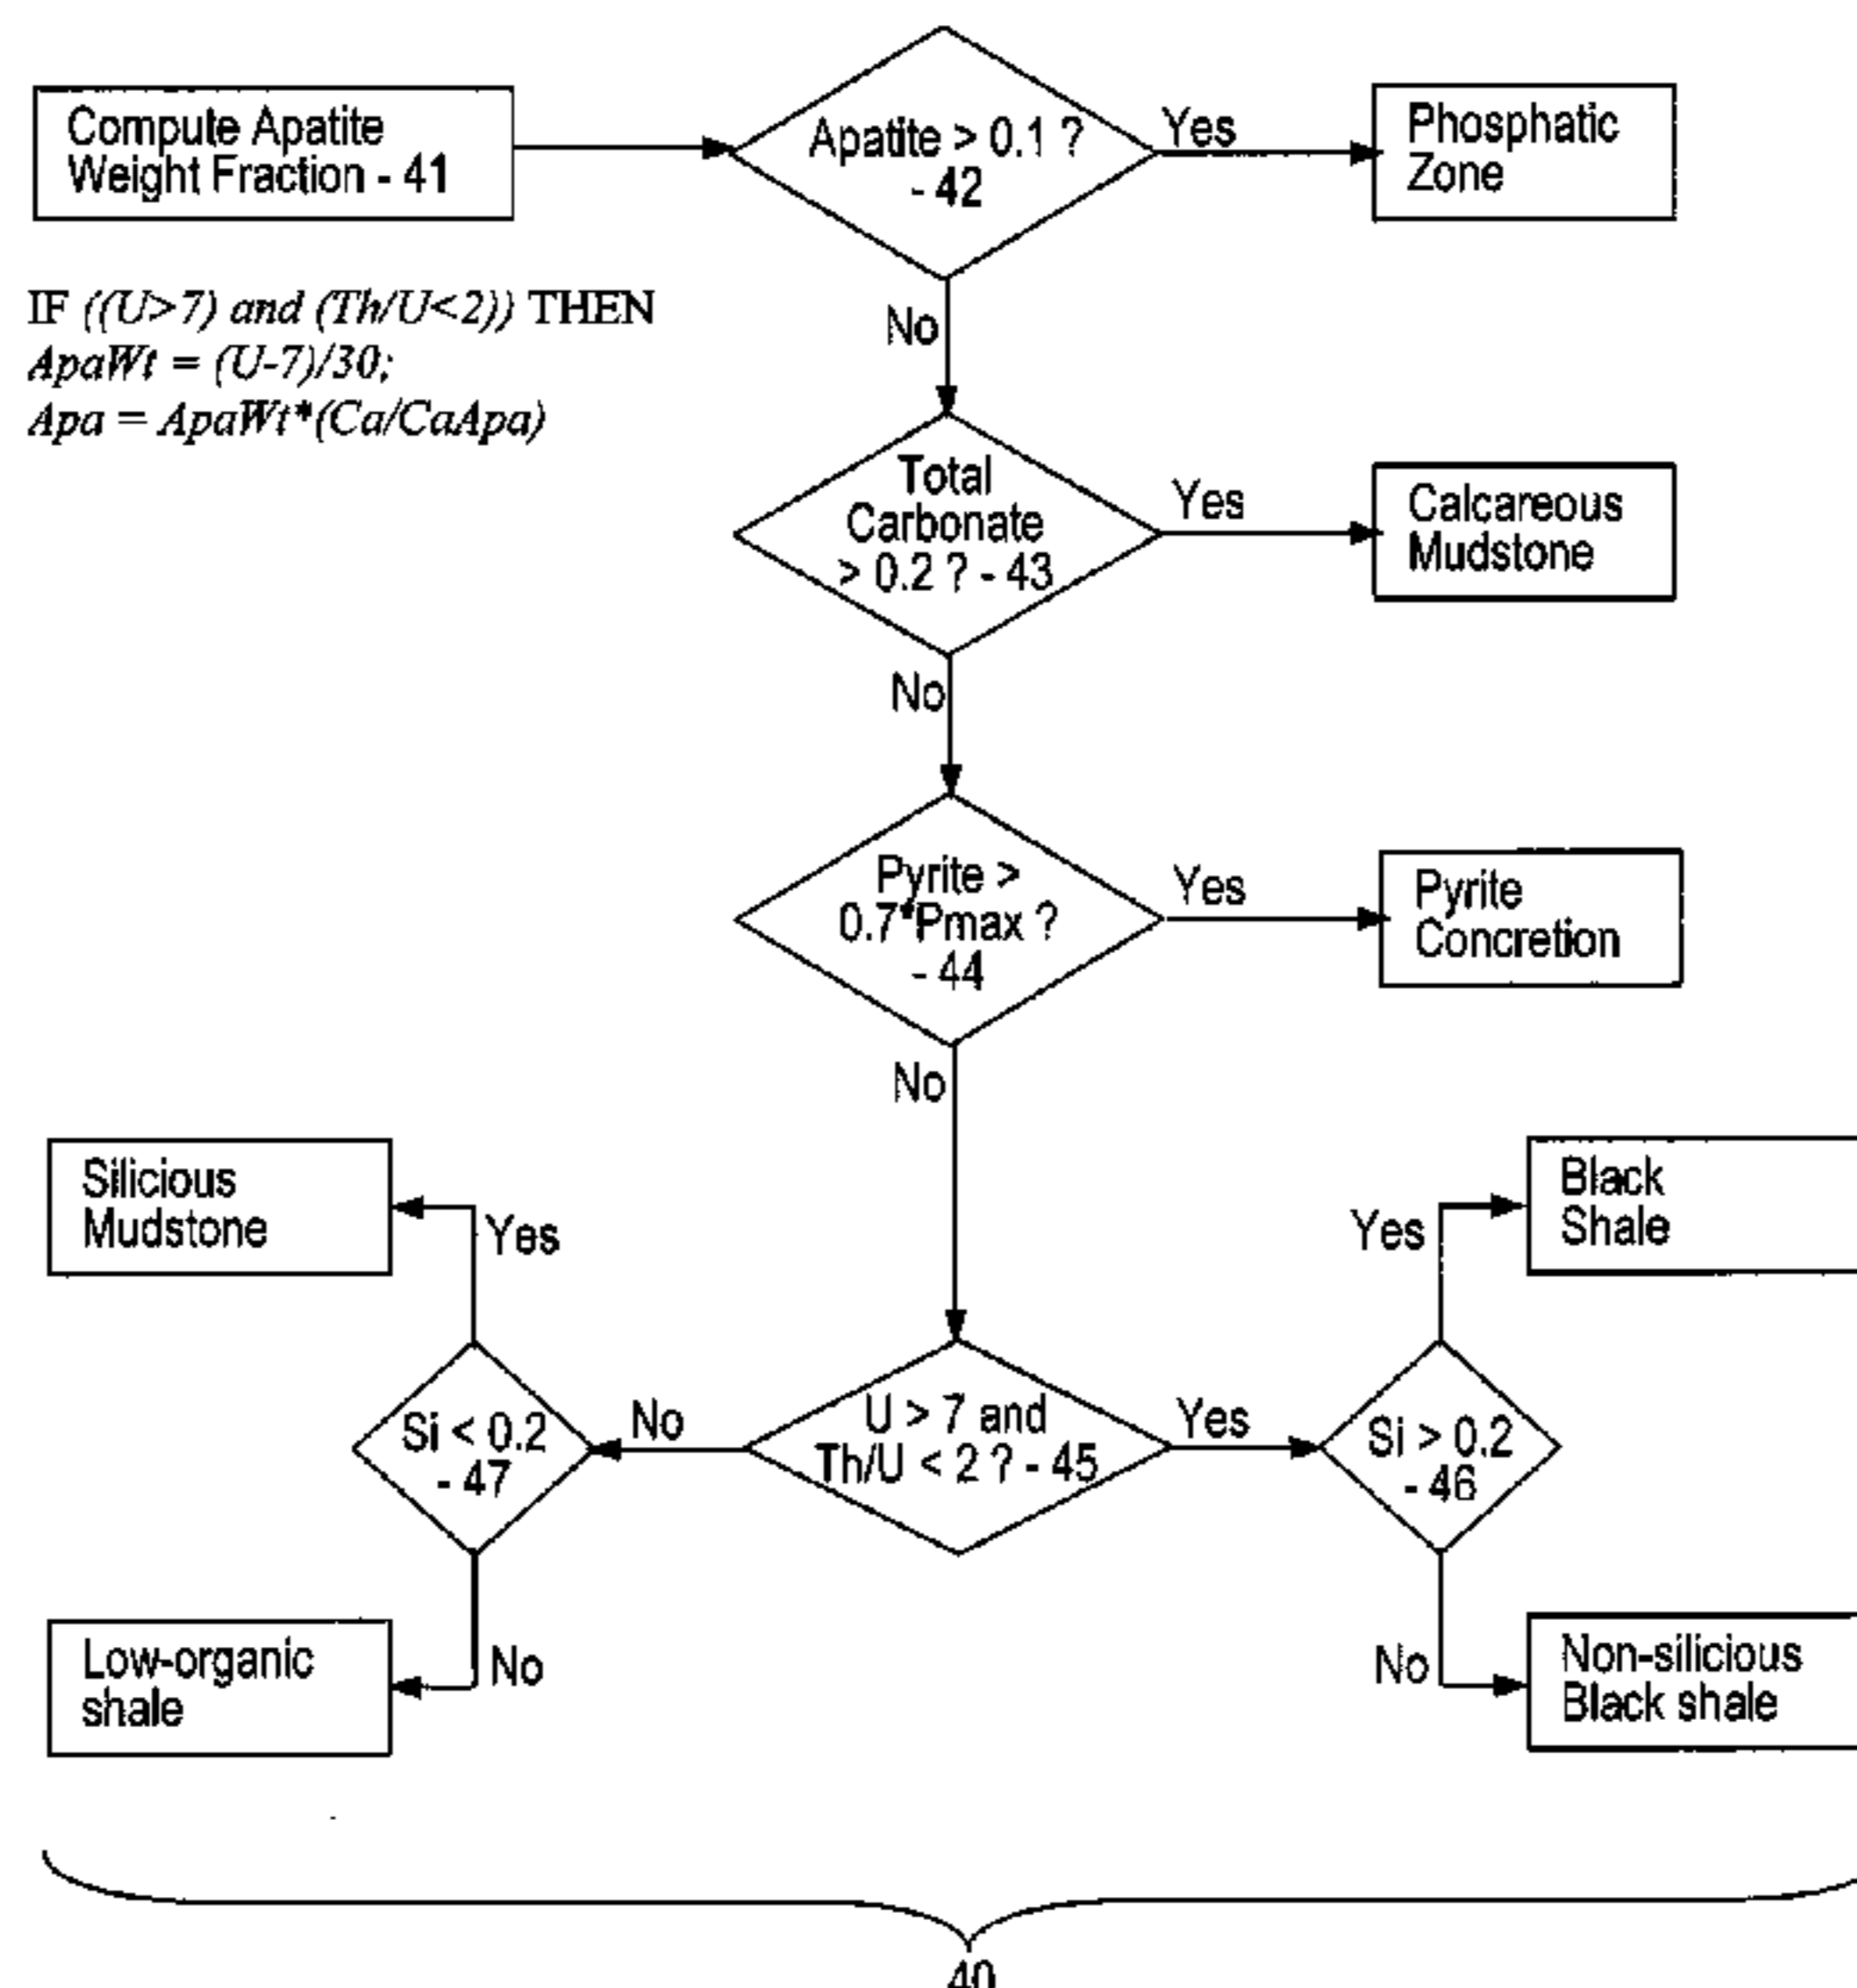 Compute Apatite
Weight Fraction - 41
Apatite > 0.1 ?
- 42
Yes
Phosphatic
Zone
IF ((U>7) and (Th/U<2)) THEN
ApaWt = (U-7)/30;
Apa = ApaWt*(Ca/CaApa)
No
Total
Carbonate
> 0.2 ? - 43
Yes
Calcareous
Mudstone
No
Pyrite >
0.7*Pmax ?
- 44
Yes
Pyrite
Concretion
No
Silicious
Mudstone
Yes
Yes
Black
Shale
Si < 0.2
- 47
No
U > 7 and
Th/U < 2 ? - 45
Yes
Si > 0.2
- 46
Low-organic
shale
No
No
Non-silicious
Black shale
40